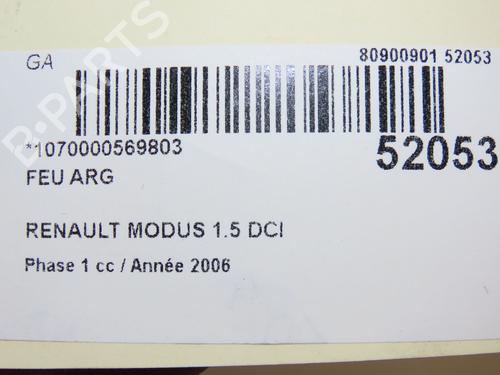 GA
80900901 52053
*1070000569803
52053
FEU ARG
RENAULT MODUS 1.5 DCI
Phase 1 cc / Année 2006
B-PARTS